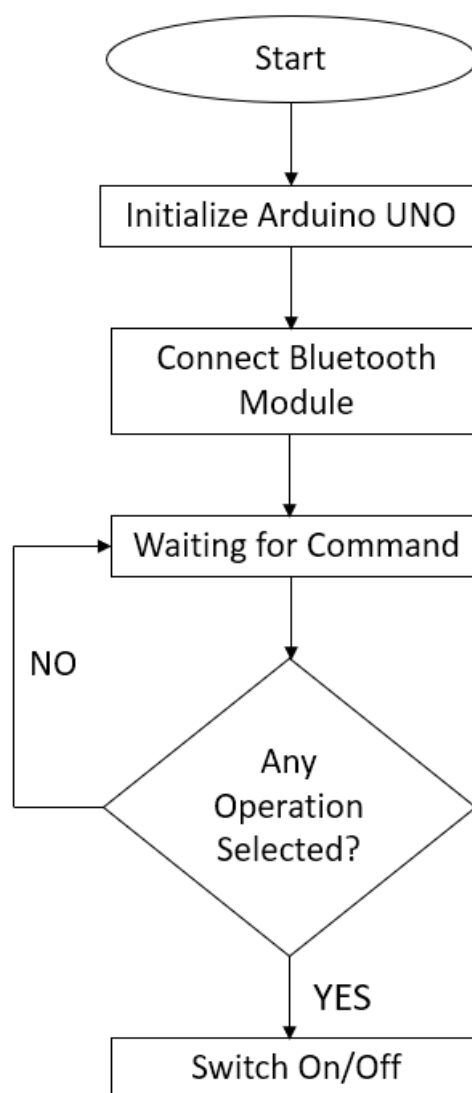 Start
Initialize Arduino UNO
Connect Bluetooth
Module
Waiting for Command
NO
Any
Operation
Selected?
YES
Switch On/Off